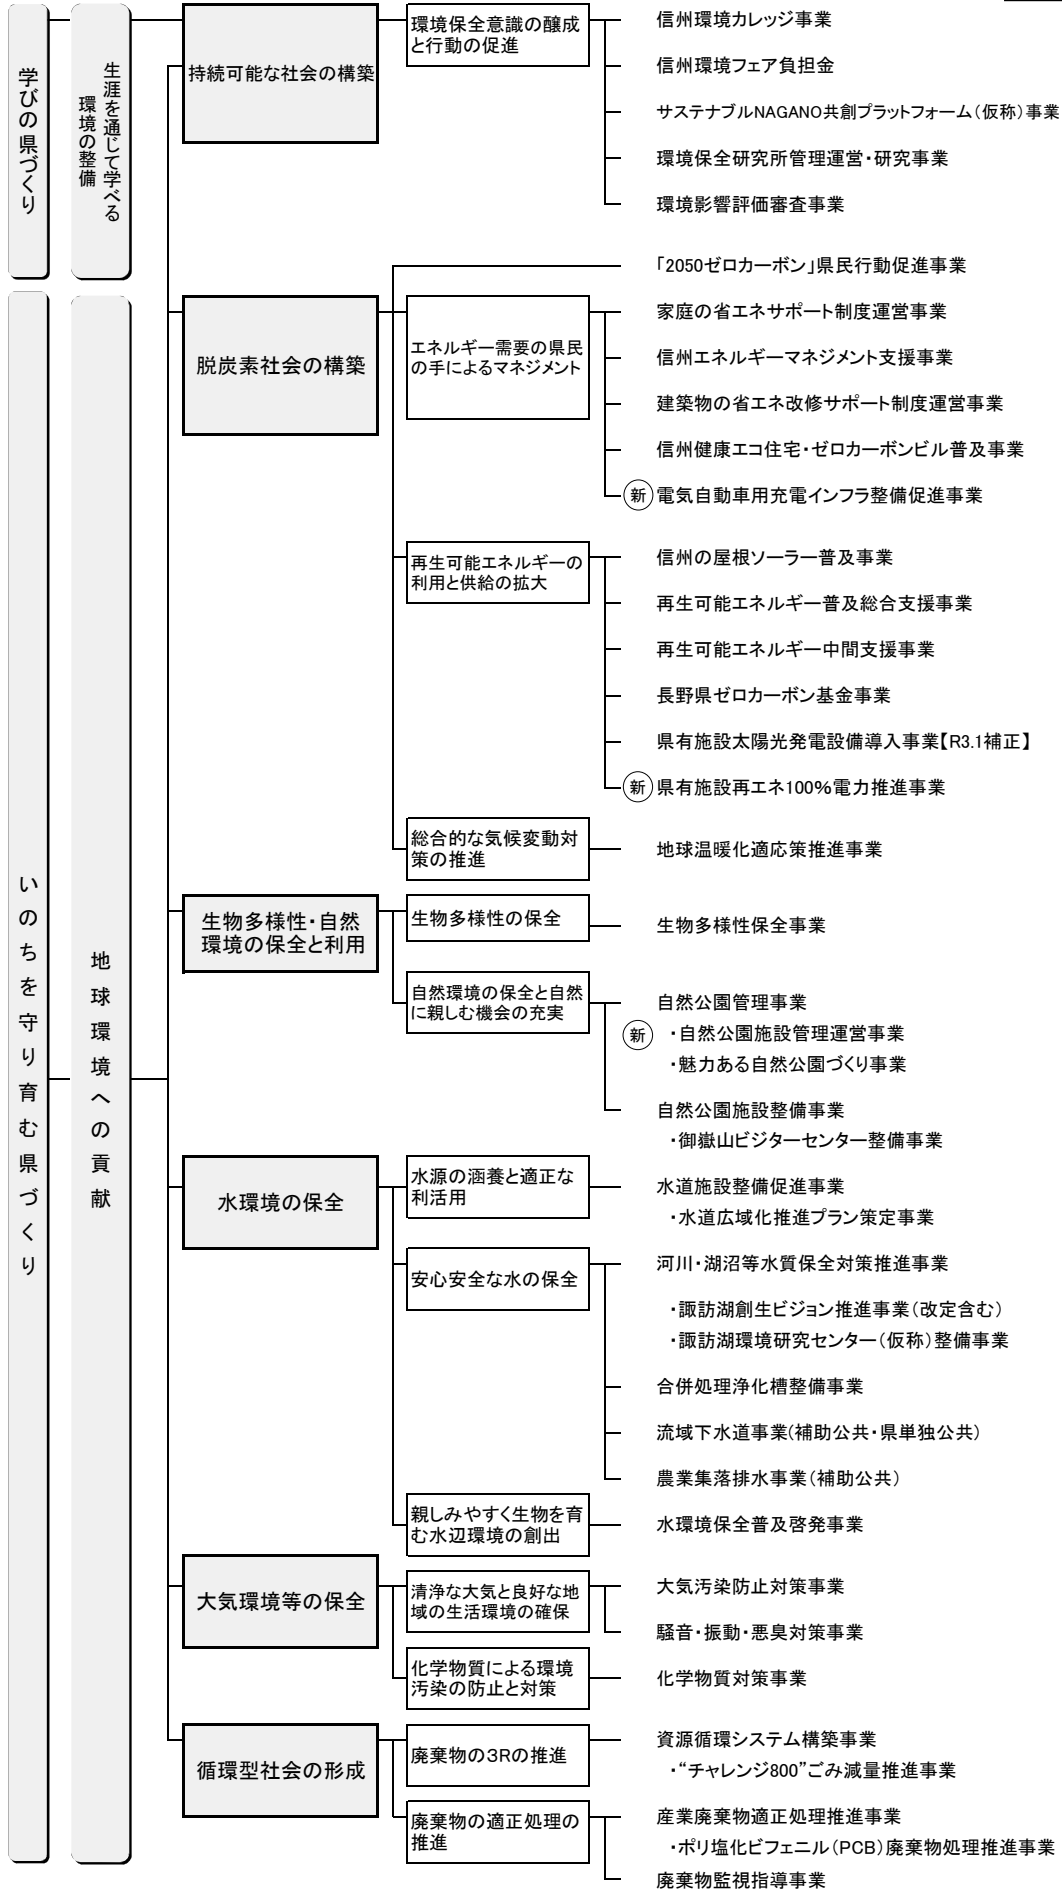 学びの県づくり
生涯を通じて学べる
環境の整備
持続可能な社会の構築
環境保全意識の醸成
と行動の促進
信州環境カレッジ事業
信州環境フェア負担金
サステナブルNAGANO共創プラットフォーム（仮称）事業
環境保全研究所管理運営・研究事業
環境影響評価審査事業
いのちを守り育む県づくり
地球環境への貢献
脱炭素社会の構築
「2050ゼロカーボン」県民行動促進事業
エネルギー需要の県民
の手によるマネジメント
家庭の省エネサポート制度運営事業
信州エネルギーマネジメント支援事業
建築物の省エネ改修サポート制度運営事業
信州健康エコ住宅・ゼロカーボンビル普及事業
新 電気自動車用充電インフラ整備促進事業
再生可能エネルギーの
利用と供給の拡大
信州の屋根ソーラー普及事業
再生可能エネルギー普及総合支援事業
再生可能エネルギー中間支援事業
長野県ゼロカーボン基金事業
県有施設太陽光発電設備導入事業【R3.1補正】
新 県有施設再エネ100%電力推進事業
総合的な気候変動対
策の推進
地球温暖化適応策推進事業
生物多様性・自然
環境の保全と利用
生物多様性の保全
生物多様性保全事業
自然環境の保全と自然
に親しむ機会の充実
自然公園管理事業
新 ・自然公園施設管理運営事業
・魅力ある自然公園づくり事業
自然公園施設整備事業
・御嶽山ビジターセンター整備事業
水環境の保全
水源の涵養と適正な
利活用
水道施設整備促進事業
・水道広域化推進プラン策定事業
安心安全な水の保全
河川・湖沼等水質保全対策推進事業
・諏訪湖創生ビジョン推進事業（改定含む）
・諏訪湖環境研究センター（仮称）整備事業
合併処理浄化槽整備事業
流域下水道事業(補助公共・県単独公共）
農業集落排水事業（補助公共）
親しみやすく生物を育
む水辺環境の創出
水環境保全普及啓発事業
大気環境等の保全
清浄な大気と良好な地
域の生活環境の確保
大気汚染防止対策事業
騒音・振動・悪臭対策事業
化学物質による環境
汚染の防止と対策
化学物質対策事業
循環型社会の形成
廃棄物の3Rの推進
資源循環システム構築事業
・“チャレンジ800”ごみ減量推進事業
廃棄物の適正処理の
推進
産業廃棄物適正処理推進事業
・ポリ塩化ビフェニル（PCB）廃棄物処理推進事業
廃棄物監視指導事業